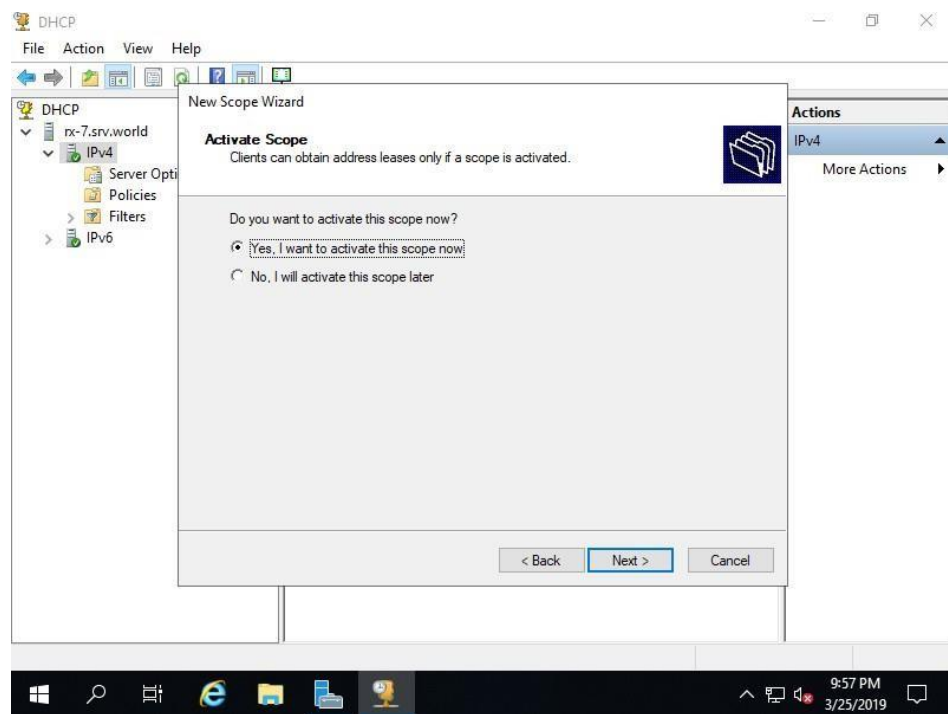 DHCP
File Action View Help
DHCP
rx-7.srv.world
IPv4
Server Opti
Policies
Filters
IPv6
New Scope Wizard
Activate Scope
Clients can obtain address leases only if a scope is activated.
Do you want to activate this scope now?
Yes, I want to activate this scope now
No, I will activate this scope later
< Back Next > Cancel
Actions
IPv4
More Actions
9:57 PM
3/25/2019